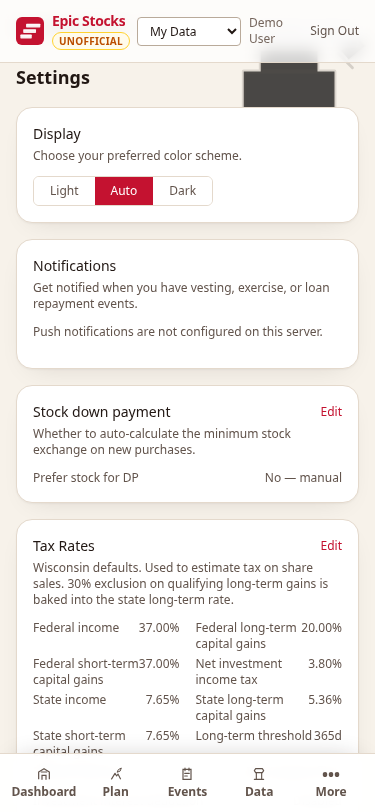 Epic Stocks
UNOFFICIAL
My Data
Demo User
Sign Out
Settings
Display
Choose your preferred color scheme.
Light Auto Dark
Notifications
Get notified when you have vesting, exercise, or loan
repayment events.
Push notifications are not configured on this server.
Stock down payment Edit
Whether to auto-calculate the minimum stock
exchange on new purchases.
Prefer stock for DP No — manual
Tax Rates Edit
Wisconsin defaults. Used to estimate tax on share
sales. 30% exclusion on qualifying long-term gains is
baked into the state long-term rate.
Federal income 37.00%
Federal long-term capital gains 20.00%
Federal short-term capital gains 37.00%
Net investment income tax 3.80%
State income 7.65%
State long-term capital gains 5.36%
State short-term capital gains 7.65%
Long-term threshold 365d
Dashboard Plan Events Data More